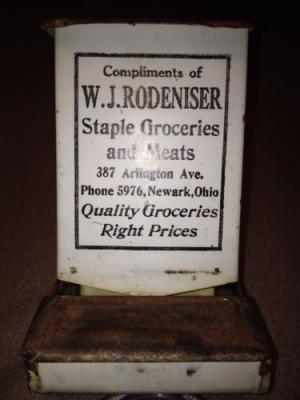 Compliments of
W.J.RODENISER
Staple Groceries
and Meats
387 Arlington Ave.
Phone 5976, Newark, Ohio
Quality Groceries
Right Prices